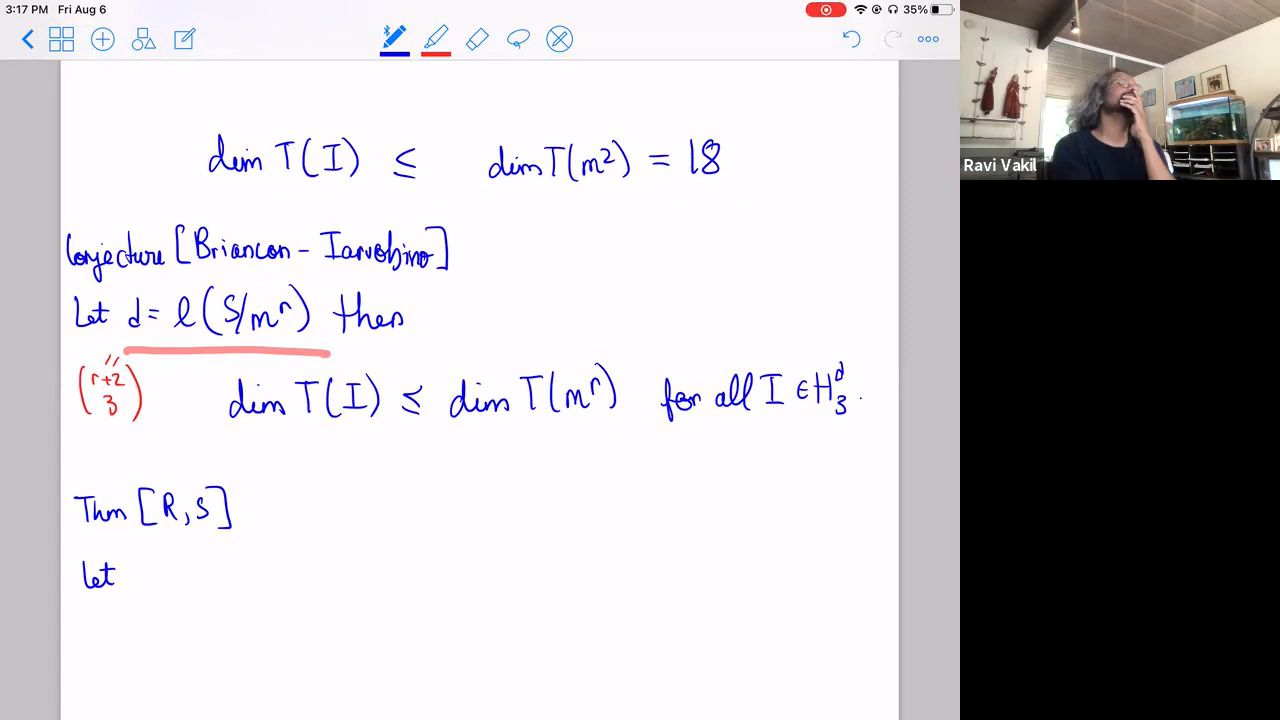 3:17 PM Fri Aug 6
35%
dim T(I) ≤ dim T(m²) = 18
Conjecture [Briancon - Iarrobino]
Let d = l(S/mʳ) then
(r+2 3)
dim T(I) ≤ dim T(mʳ) for all I ∈ H₃ᵈ.
Thm [R, S]
Let
Ravi Vakil